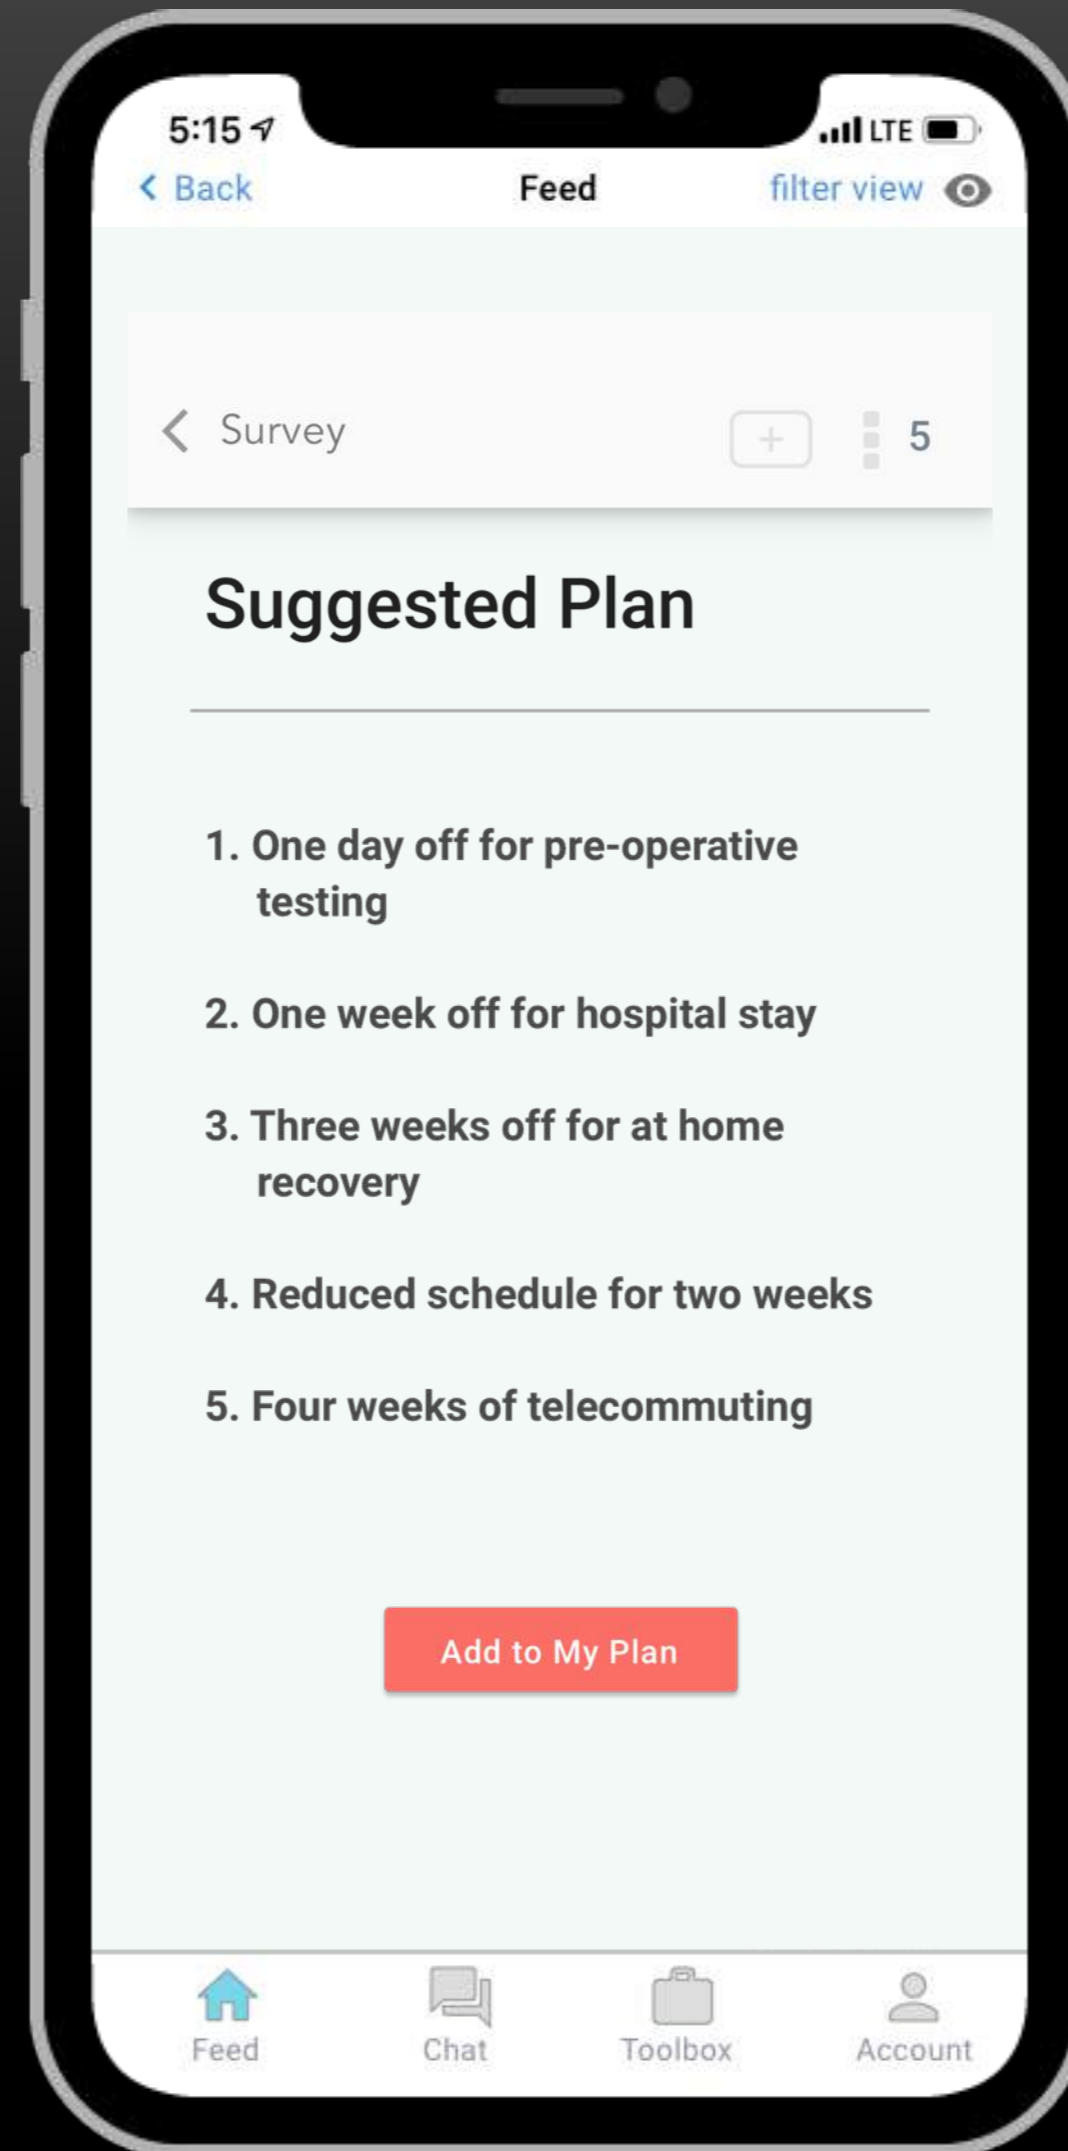 5:15
LTE
Back
Feed
filter view
Survey
5
Suggested Plan
1. One day off for pre-operative
testing
2. One week off for hospital stay
3. Three weeks off for at home
recovery
4. Reduced schedule for two weeks
5. Four weeks of telecommuting
Add to My Plan
Feed
Chat
Toolbox
Account